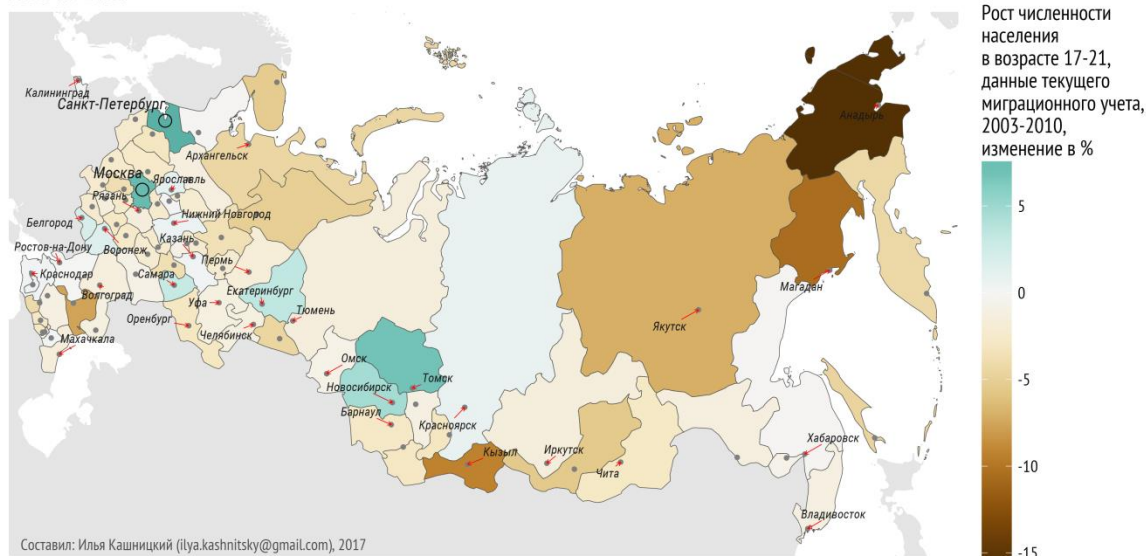 Рост численности
населения
в возрасте 17-21,
данные текущего
миграционного учета,
2003-2010,
изменение в %
5
0
-5
-10
-15
Калининград
Санкт-Петербург
Архангельск
Анадырь
Москва
Ярославль
Рязань
Белгород
Нижний Новгород
Ростов-на-Дону
Казань
Воронеж
Краснодар
Пермь
Самара
Магадан
Волгоград
Екатеринбург
Уфа
Тюмень
Якутск
Оренбург
Челябинск
Махачкала
Омск
Новосибирск
Томск
Барнаул
Красноярск
Кызыл
Иркутск
Чита
Хабаровск
Владивосток
Составил: Илья Кашницкий (ilya.kashnitsky@gmail.com), 2017